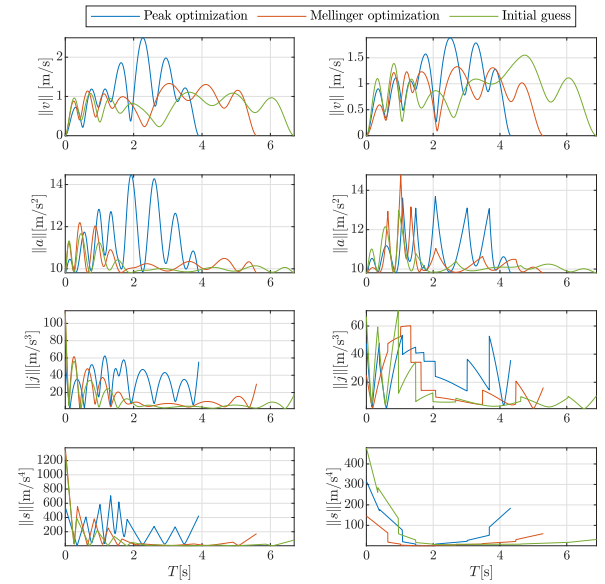 Peak optimization Mellinger optimization Initial guess
||v|| [m/s]
2
1
0
0 2 4 6
||v|| [m/s]
1.5
1
0.5
0
0 2 4 6
||a||[m/s²]
14
12
10
0 2 4 6
||a||[m/s²]
14
12
10
0 2 4 6
||j||[m/s³]
100
80
60
40
20
0 2 4 6
||j||[m/s³]
60
40
20
0 2 4 6
||s||[m/s⁴]
1200
1000
800
600
400
200
0 2 4 6
T[s]
||s||[m/s⁴]
400
300
200
100
0 2 4 6
T[s]